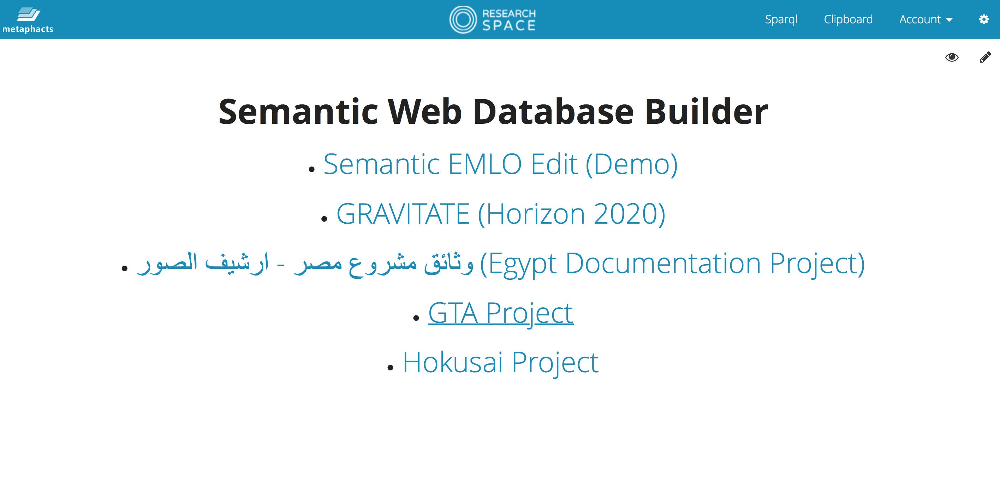 metaphacts
RESEARCH
SPACE
Sparql
Clipboard
Account
Semantic Web Database Builder
• Semantic EMLO Edit (Demo)
• GRAVITATE (Horizon 2020)
• وثائق مشروع مصر - ارشيف الصور (Egypt Documentation Project)
• GTA Project
• Hokusai Project